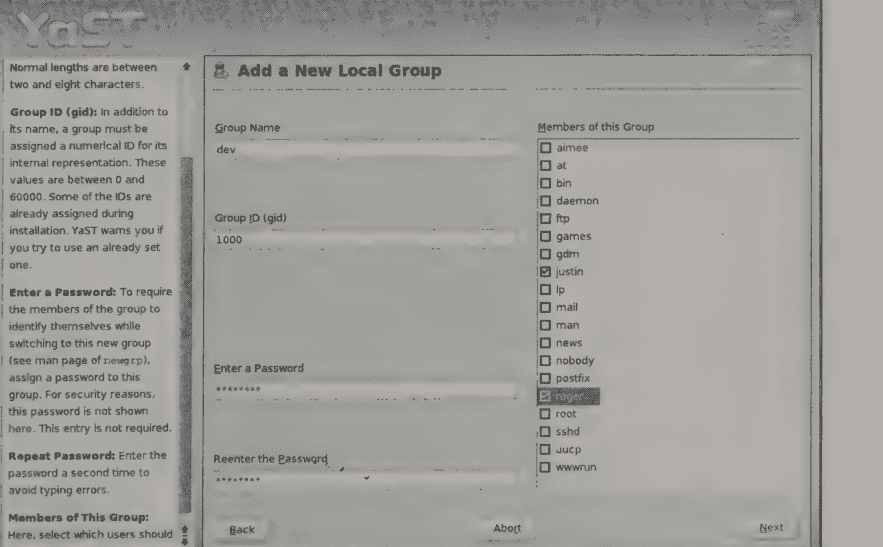 YaST
Normal lengths are between
two and eight characters.
Group ID (gid): In addition to
its name, a group must be
assigned a numerical ID for its
internal representation. These
values are between 0 and
60000. Some of the IDs are
already assigned during
installation. YaST warns you if
you try to use an already set
one.
Enter a Password: To require
the members of the group to
identify themselves while
switching to this new group
(see man page of newgrp),
assign a password to this
group. For security reasons,
this password is not shown
here. This entry is not required.
Repeat Password: Enter the
password a second time to
avoid typing errors.
Members of This Group:
Here, select which users should
Add a New Local Group
Group Name
dev
Group ID (gid)
1000
Enter a Password
********
Reenter the Password
********
Members of this Group
aimee
at
bin
daemon
ftp
games
gdm
justin
lp
mail
man
news
nobody
postfix
roger
root
sshd
uucp
wwwrun
Back
Abort
Next